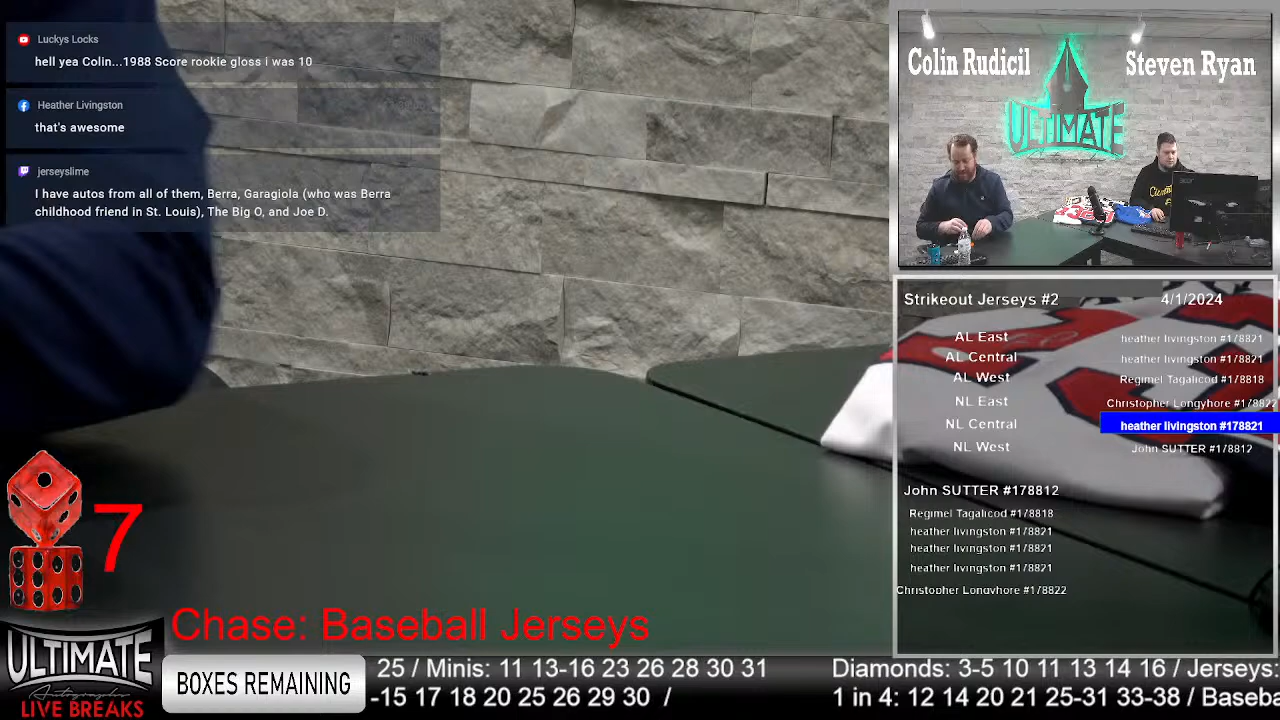 Luckys Locks
hell yea Colin...1988 Score rookie gloss i was 10
Heather Livingston
that's awesome
jerseyslime
I have autos from all of them, Berra, Garagiola (who was Berra
childhood friend in St. Louis), The Big O, and Joe D.
Colin Rudicil
Steven Ryan
ULTIMATE
Strikeout Jerseys #2 4/1/2024
AL East heather livingston #178821
AL Central heather livingston #178821
AL West Regimel Tagalicod #178818
NL East Christopher Longyhore #178822
NL Central heather livingston #178821
NL West John SUTTER #178812
John SUTTER #178812
Regimel Tagalicod #178818
heather livingston #178821
heather livingston #178821
heather livingston #178821
Christopher Longyhore #178822
7
Chase: Baseball Jerseys
ULTIMATE
Autographs
LIVE BREAKS
BOXES REMAINING
25 / Minis: 11 13-16 23 26 28 30 31 Diamonds: 3-5 10 11 13 14 16 / Jerseys:
-15 17 18 20 25 26 29 30 / 1 in 4: 12 14 20 21 25-31 33-38 / Baseba